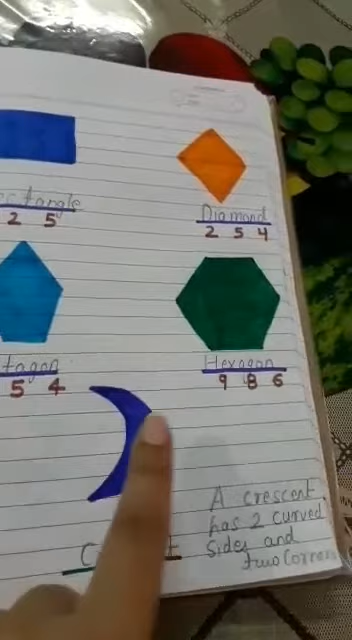 ctangle
2 5
Diamond
2 5 4
tagon
5 4
Hexagon
9 8 6
A crescent
has 2 curved
sides and
two Corners
C t